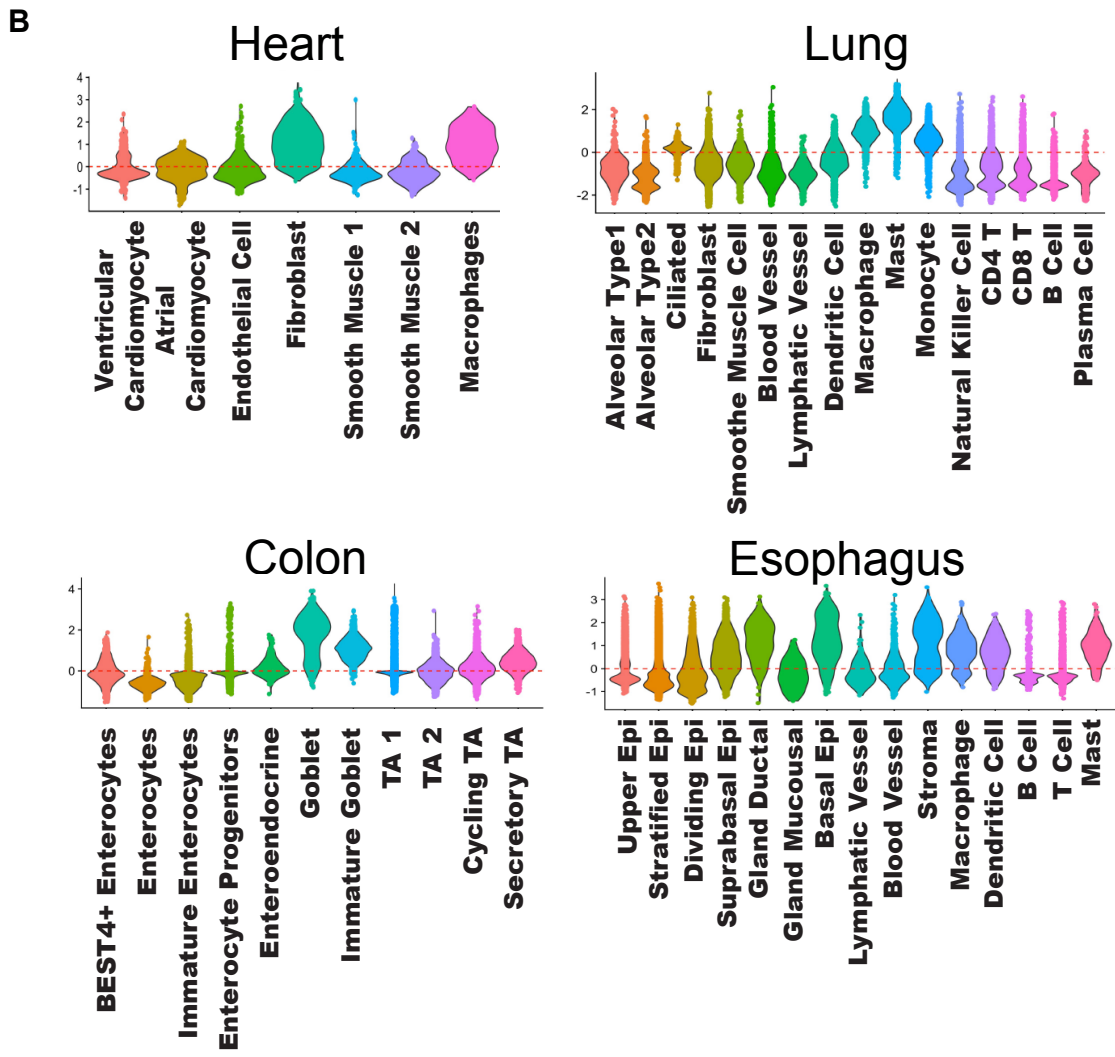 B
Heart
4
3
2
1
0
-1
Ventricular
Cardiomyocyte
Atrial
Cardiomyocyte
Endothelial Cell
Fibroblast
Smooth Muscle 1
Smooth Muscle 2
Macrophages
Lung
2
0
-2
Alveolar Type1
Alveolar Type2
Ciliated
Fibroblast
Smoothe Muscle Cell
Blood Vessel
Lymphatic Vessel
Dendritic Cell
Macrophage
Mast
Monocyte
Natural Killer Cell
CD4 T
CD8 T
B Cell
Plasma Cell
Colon
4
2
0
BEST4+ Enterocytes
Enterocytes
Immature Enterocytes
Enterocyte Progenitors
Enteroendocrine
Goblet
Immature Goblet
TA 1
TA 2
Cycling TA
Secretory TA
Esophagus
3
2
1
0
-1
Upper Epi
Stratified Epi
Dividing Epi
Suprabasal Epi
Gland Ductal
Gland Mucousal
Basal Epi
Lymphatic Vessel
Blood Vessel
Stroma
Macrophage
Dendritic Cell
B Cell
T Cell
Mast